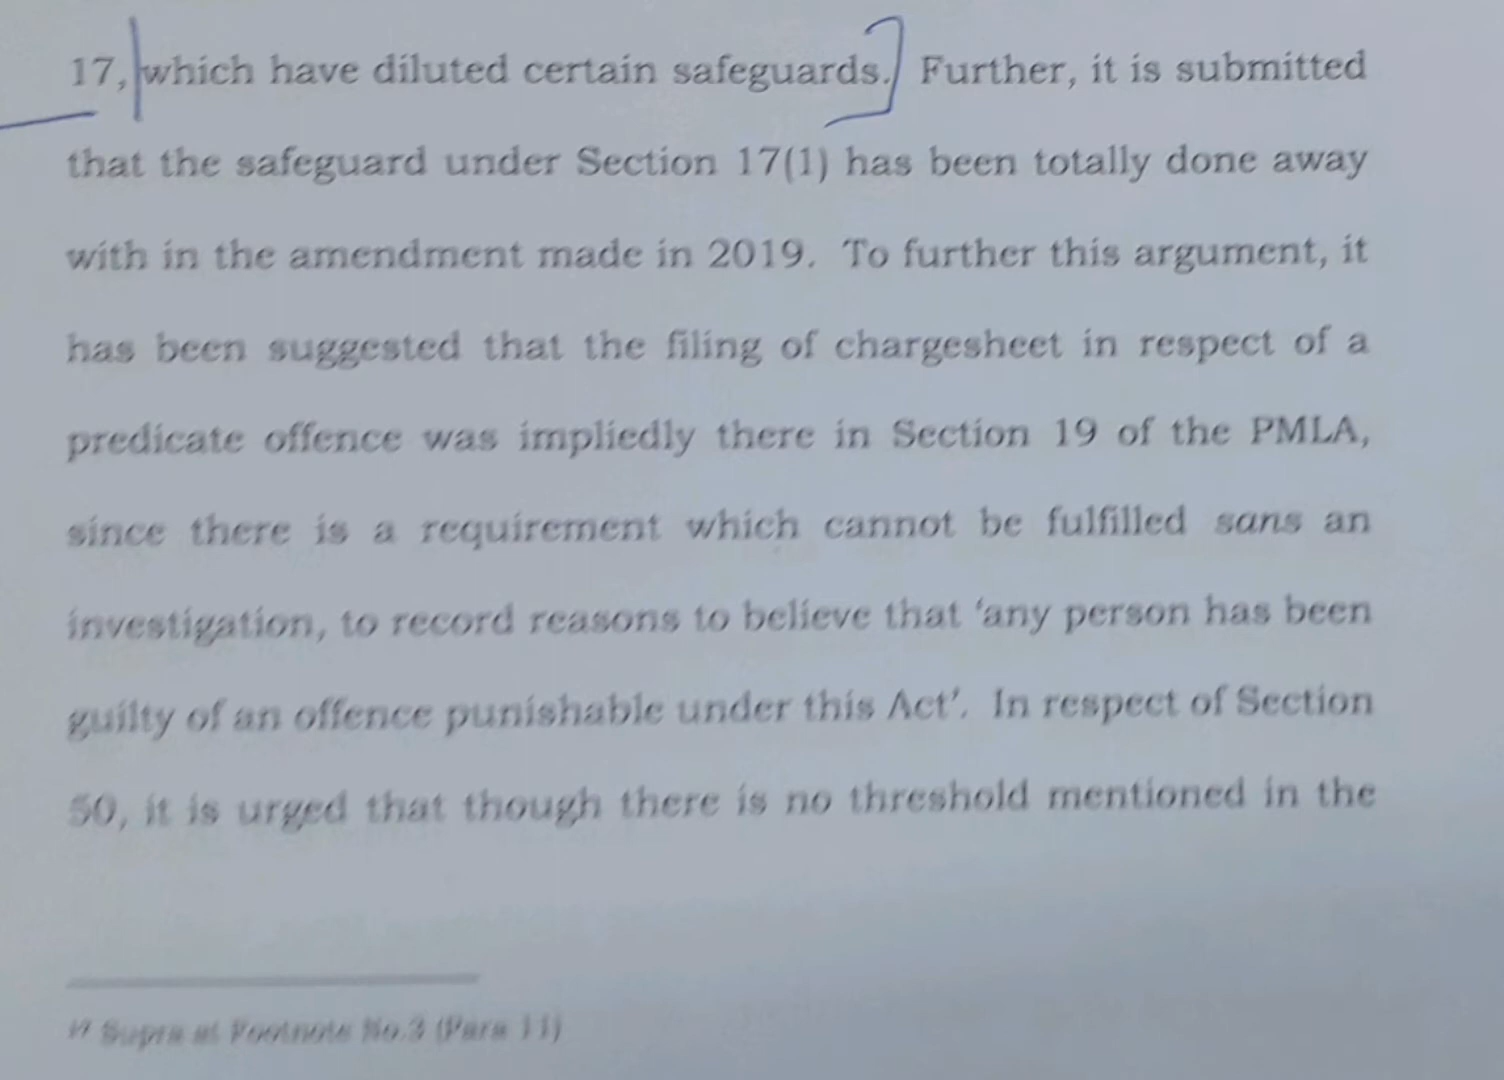 17, which have diluted certain safeguards. Further, it is submitted
that the safeguard under Section 17(1) has been totally done away
with in the amendment made in 2019. To further this argument, it
has been suggested that the filing of chargesheet in respect of a
predicate offence was impliedly there in Section 19 of the PMLA,
since there is a requirement which cannot be fulfilled sans an
investigation, to record reasons to believe that ‘any person has been
guilty of an offence punishable under this Act’. In respect of Section
50, it is urged that though there is no threshold mentioned in the
Supra at Footnote No.3 (Para 11)